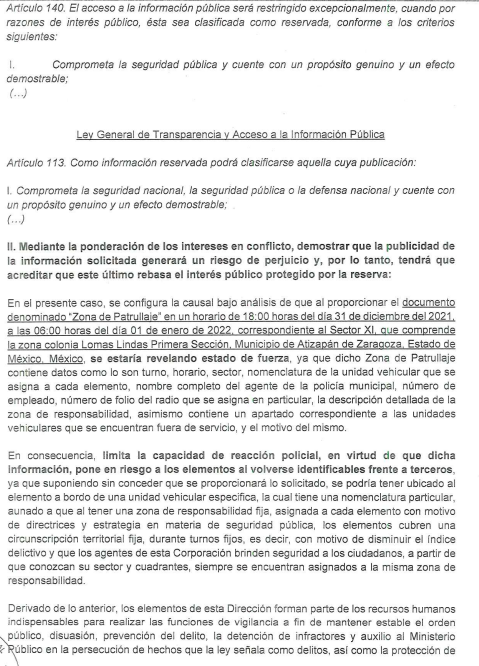 Artículo 140. El acceso a la información pública será restringido excepcionalmente, cuando por
razones de interés público, ésta sea clasificada como reservada, conforme a los criterios
siguientes:
I. Comprometa la seguridad pública y cuente con un propósito genuino y un efecto
demostrable;
(...)
Ley General de Transparencia y Acceso a la Información Pública
Artículo 113. Como información reservada podrá clasificarse aquella cuya publicación:
I. Comprometa la seguridad nacional, la seguridad pública o la defensa nacional y cuente con
un propósito genuino y un efecto demostrable;
(...)
II. Mediante la ponderación de los intereses en conflicto, demostrar que la publicidad de
la información solicitada generará un riesgo de perjuicio y, por lo tanto, tendrá que
acreditar que este último rebasa el interés público protegido por la reserva:
En el presente caso, se configura la causal bajo análisis de que al proporcionar el documento
denominado "Zona de Patrullaje" en un horario de 18:00 horas del día 31 de diciembre del 2021,
a las 06:00 horas del día 01 de enero de 2022, correspondiente al Sector XI, que comprende
la zona colonia Lomas Lindas Primera Sección, Municipio de Atizapán de Zaragoza, Estado de
México, México, se estaría revelando estado de fuerza, ya que dicho Zona de Patrullaje
contiene datos como lo son turno, horario, sector, nomenclatura de la unidad vehicular que se
asigna a cada elemento, nombre completo del agente de la policía municipal, número de
empleado, número de folio del radio que se asigna en particular, la descripción detallada de la
zona de responsabilidad, asimismo contiene un apartado correspondiente a las unidades
vehiculares que se encuentran fuera de servicio, y el motivo del mismo.
En consecuencia, limita la capacidad de reacción policial, en virtud de que dicha
información, pone en riesgo a los elementos al volverse identificables frente a terceros,
ya que suponiendo sin conceder que se proporcionará lo solicitado, se podría tener ubicado al
elemento a bordo de una unidad vehicular especifica, la cual tiene una nomenclatura particular,
aunado a que al tener una zona de responsabilidad fija, asignada a cada elemento con motivo
de directrices y estrategia en materia de seguridad pública, los elementos cubren una
circunscripción territorial fija, durante turnos fijos, es decir, con motivo de disminuir el índice
delictivo y que los agentes de esta Corporación brinden seguridad a los ciudadanos, a partir de
que conozcan su sector y cuadrantes, siempre se encuentran asignados a la misma zona de
responsabilidad.
Derivado de lo anterior, los elementos de esta Dirección forman parte de los recursos humanos
indispensables para realizar las funciones de vigilancia a fin de mantener estable el orden
público, disuasión, prevención del delito, la detención de infractores y auxilio al Ministerio
Público en la persecución de hechos que la ley señala como delitos, así como la protección de